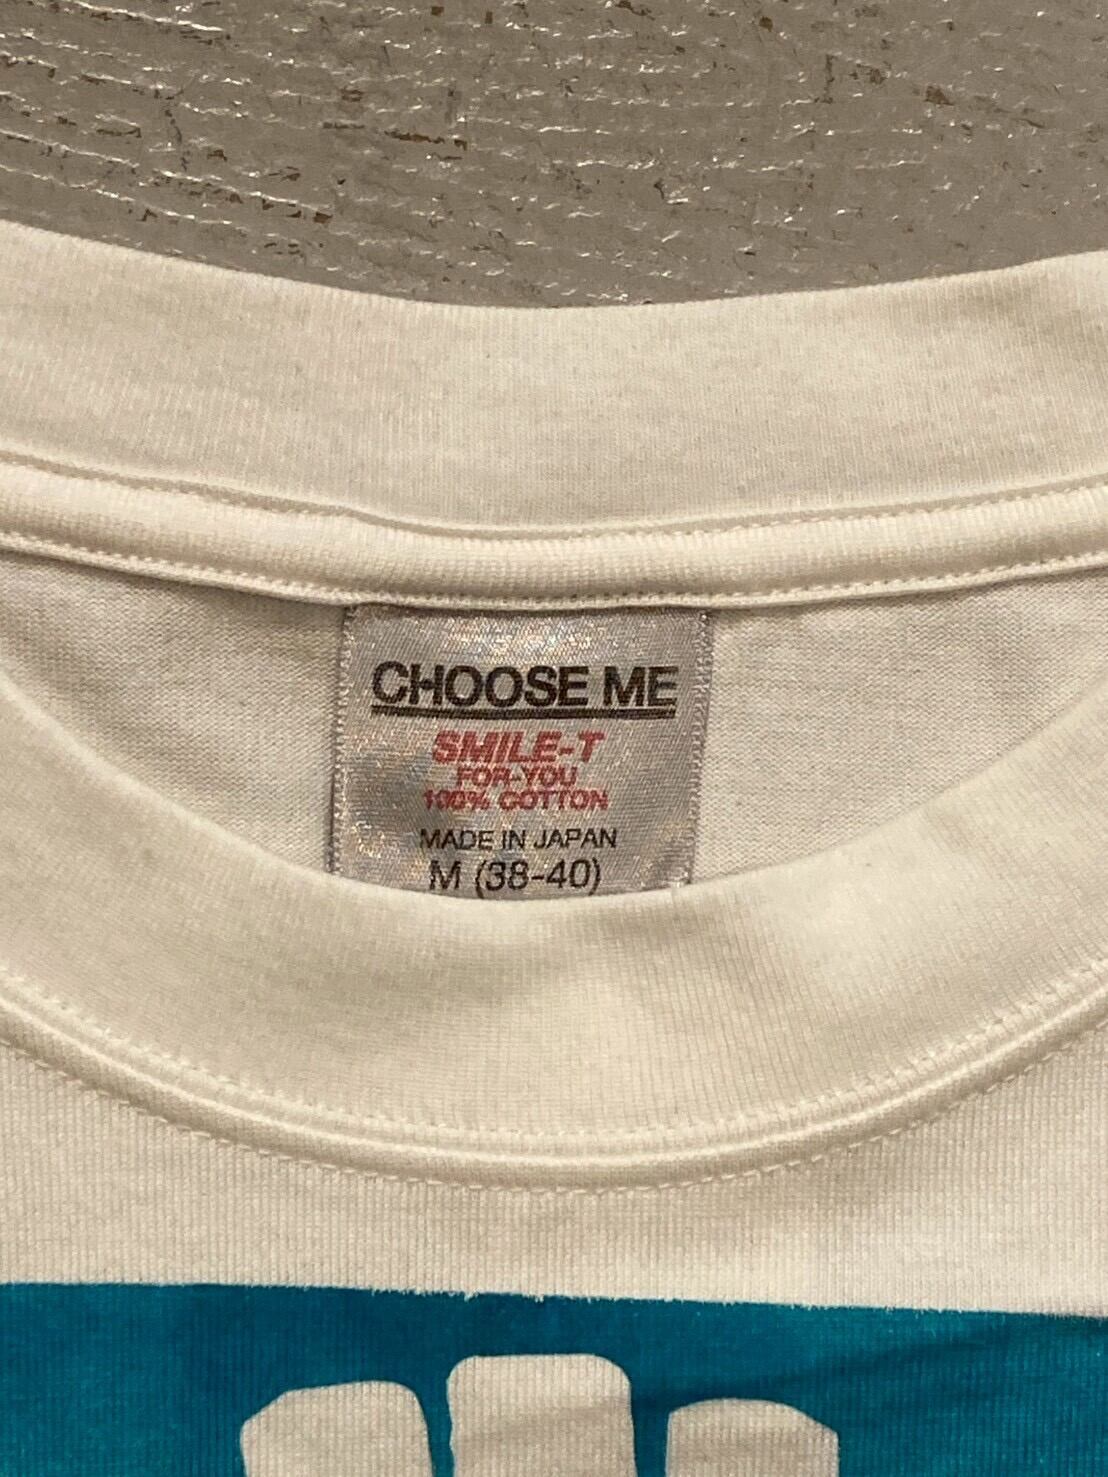 CHOOSE ME
SMILE-T
FOR-YOU
100% COTTON
MADE IN JAPAN
M (38-40)